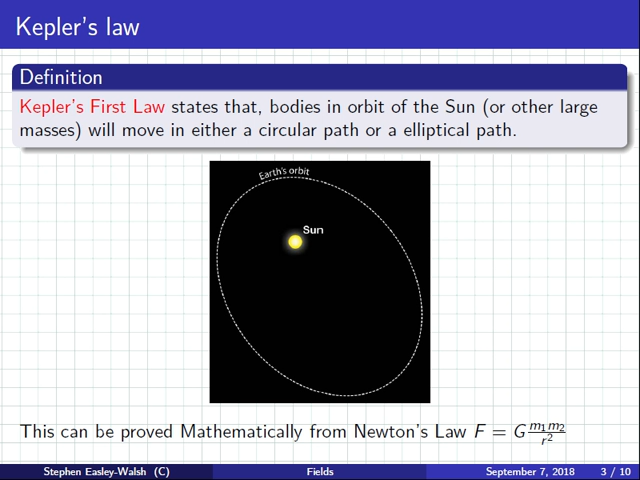 Kepler's law
Definition
Kepler's First Law states that, bodies in orbit of the Sun (or other large
masses) will move in either a circular path or a elliptical path.
Earth's orbit
Sun
This can be proved Mathematically from Newton's Law F = G m₁m₂/r²
Stephen Easley-Walsh (C) Fields September 7, 2018 3 / 10